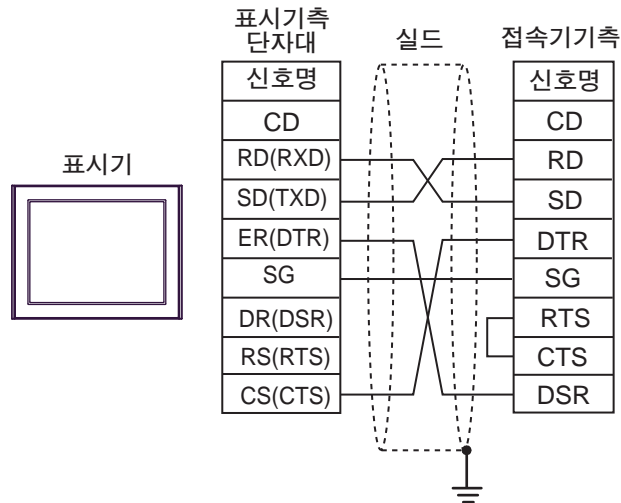 표시기
표시기측
단자대
신호명
CD
RD(RXD)
SD(TXD)
ER(DTR)
SG
DR(DSR)
RS(RTS)
CS(CTS)
실드
접속기기측
신호명
CD
RD
SD
DTR
SG
RTS
CTS
DSR